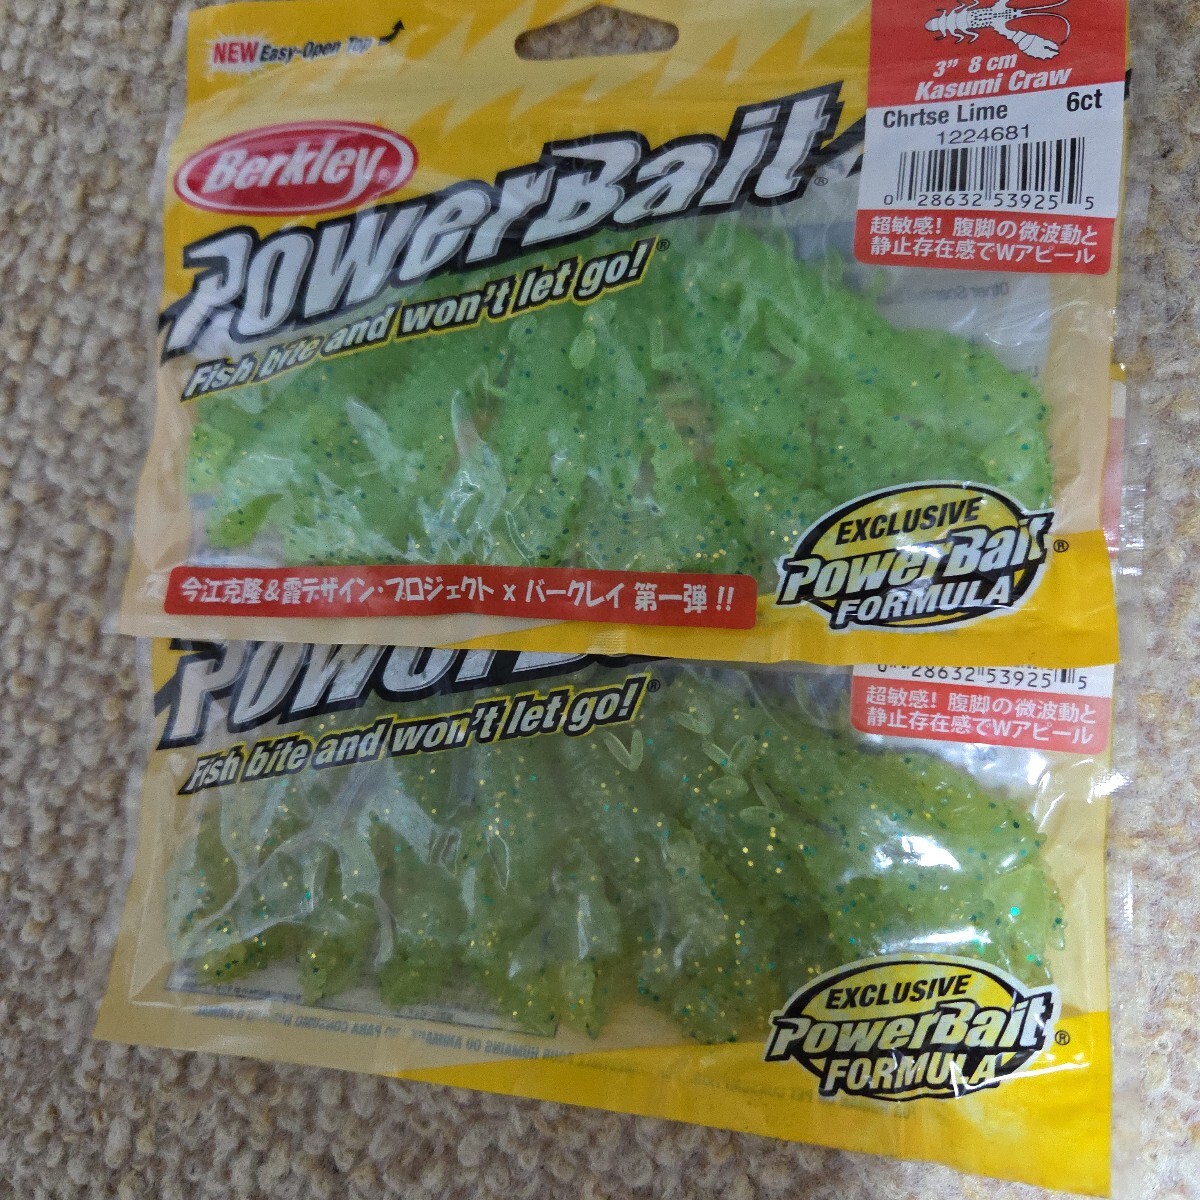 NEW Easy-Open Top
Berkley®
PowerBait®
Fish bite and won't let go!®
3" 8 cm
Kasumi Craw
Chrtse Lime 6ct
1224681
0 28632 53925 5
超敏感! 腹脚の微波動と
静止存在感でWアピール
EXCLUSIVE
PowerBait®
FORMULA
今江克隆&霞デザイン・プロジェクト x バークレイ 第一弾!!
PowerBait
Fish bite and won't let go!®
0 28632 53925 5
超敏感! 腹脚の微波動と
静止存在感でWアピール
EXCLUSIVE
PowerBait®
FORMULA